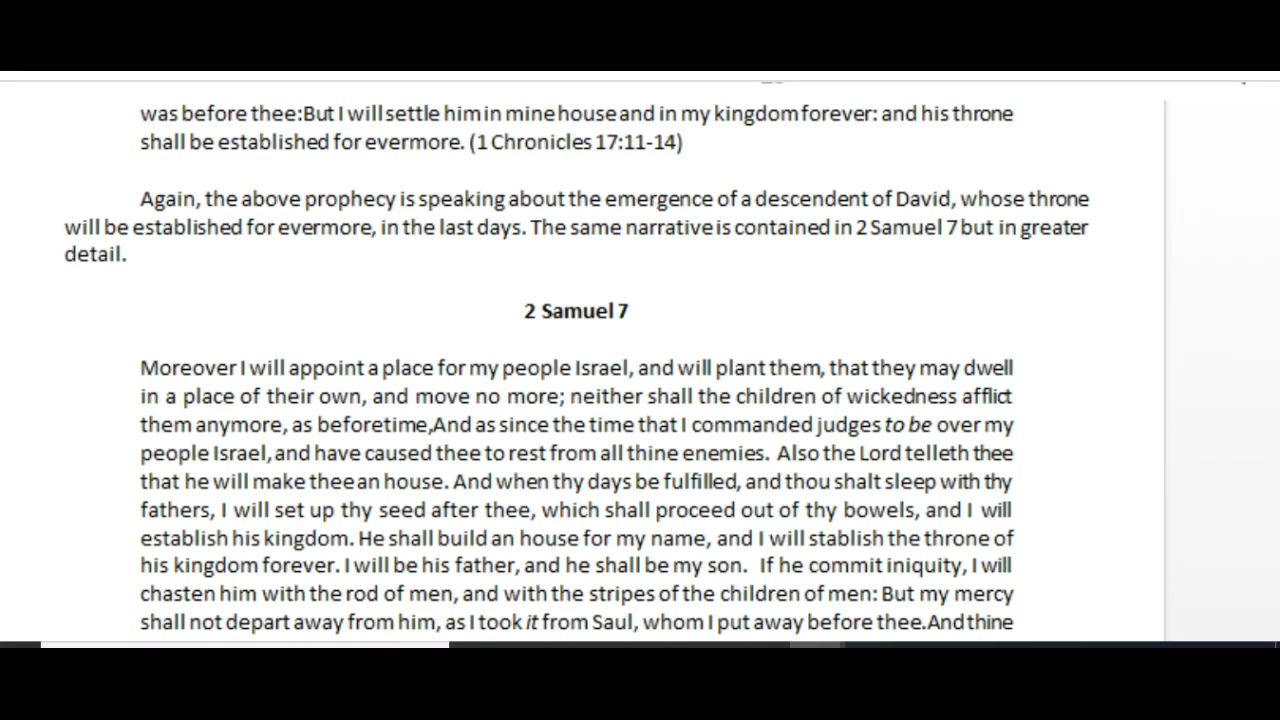 was before thee:But I will settle him in mine house and in my kingdom forever: and his throne
shall be established for evermore. (1 Chronicles 17:11-14)
Again, the above prophecy is speaking about the emergence of a descendent of David, whose throne
will be established for evermore, in the last days. The same narrative is contained in 2 Samuel 7 but in greater
detail.
2 Samuel 7
Moreover I will appoint a place for my people Israel, and will plant them, that they may dwell
in a place of their own, and move no more; neither shall the children of wickedness afflict
them anymore, as beforetime,And as since the time that I commanded judges to be over my
people Israel, and have caused thee to rest from all thine enemies. Also the Lord telleth thee
that he will make thee an house. And when thy days be fulfilled, and thou shalt sleep with thy
fathers, I will set up thy seed after thee, which shall proceed out of thy bowels, and I will
establish his kingdom. He shall build an house for my name, and I will stablish the throne of
his kingdom forever. I will be his father, and he shall be my son. If he commit iniquity, I will
chasten him with the rod of men, and with the stripes of the children of men: But my mercy
shall not depart away from him, as I took it from Saul, whom I put away before thee.And thine